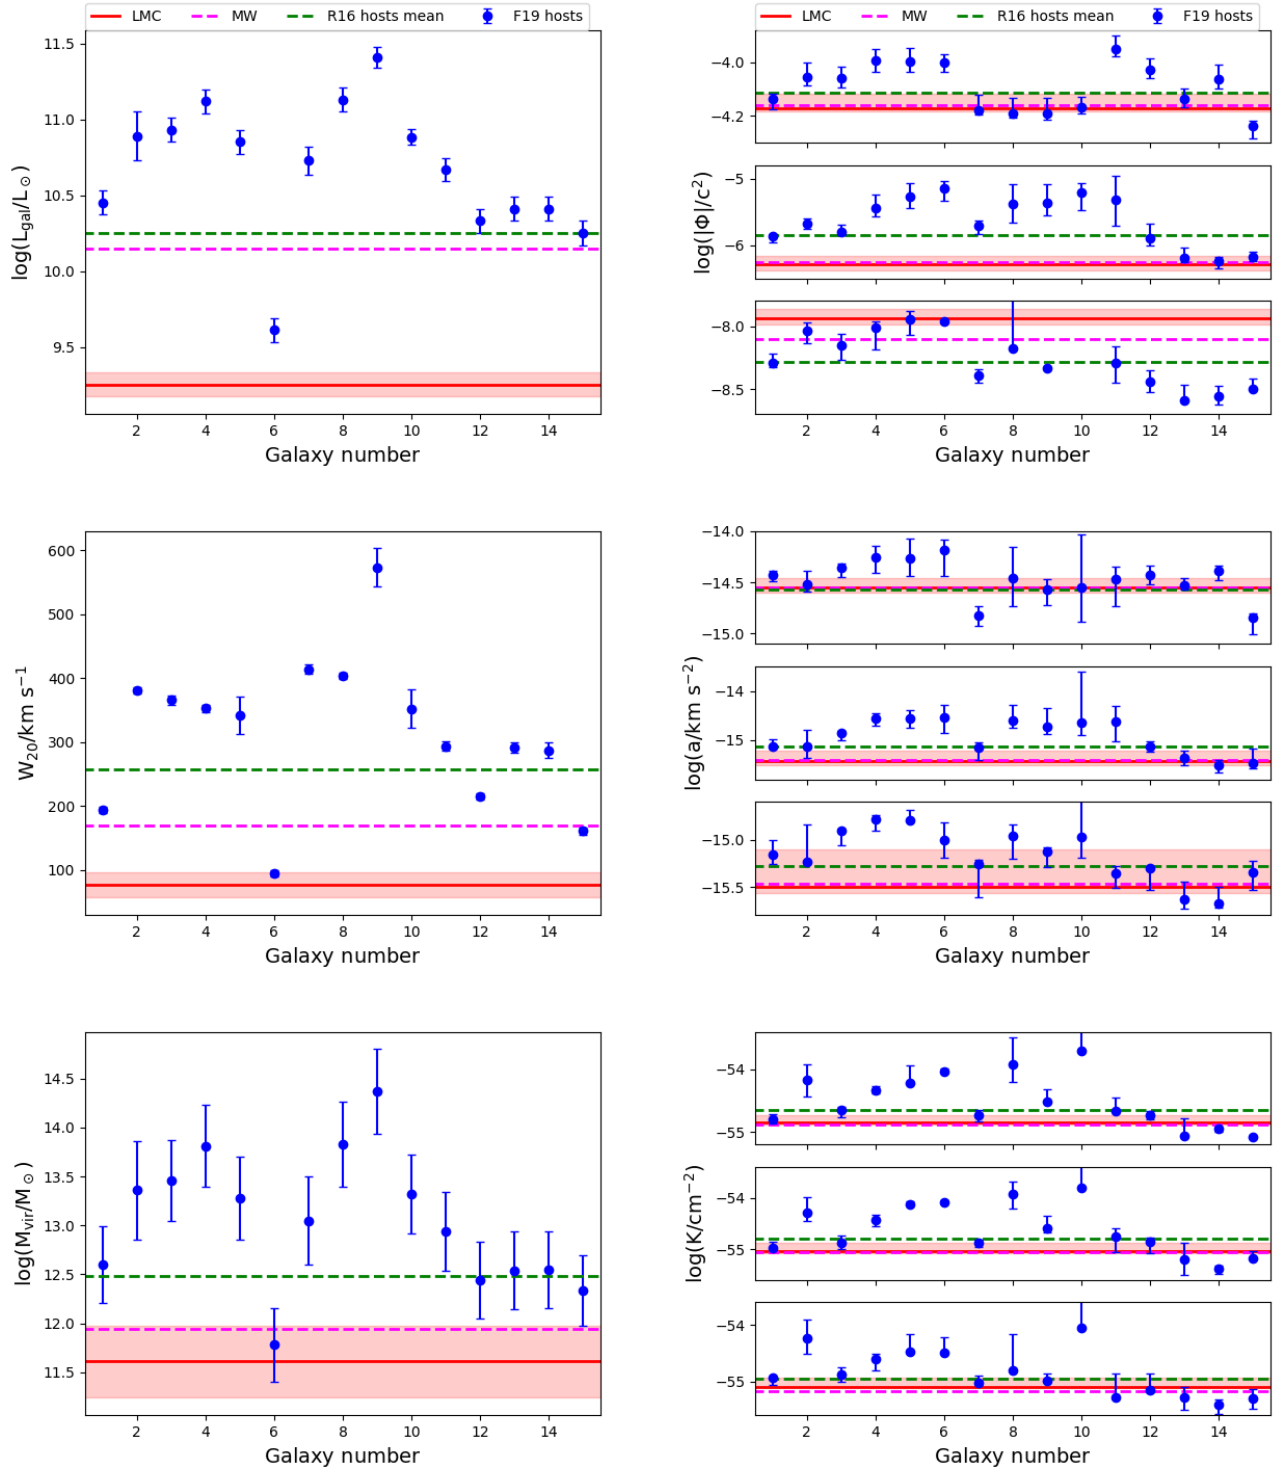 LMC MW R16 hosts mean F19 hosts
11.5
11.0
10.5
10.0
9.5
log(L_gal/L_⊙)
2 4 6 8 10 12 14
Galaxy number
LMC MW R16 hosts mean F19 hosts
−4.0
−4.2
−5
−6
−8.0
−8.5
log(|Φ|/c²)
2 4 6 8 10 12 14
Galaxy number
600
500
400
300
200
100
W₂₀/km s⁻¹
2 4 6 8 10 12 14
Galaxy number
−14.0
−14.5
−15.0
−14
−15
−15.0
−15.5
log(a/km s⁻²)
2 4 6 8 10 12 14
Galaxy number
14.5
14.0
13.5
13.0
12.5
12.0
11.5
log(M_vir/M_⊙)
2 4 6 8 10 12 14
Galaxy number
−54
−55
−54
−55
−54
−55
log(K/cm⁻²)
2 4 6 8 10 12 14
Galaxy number